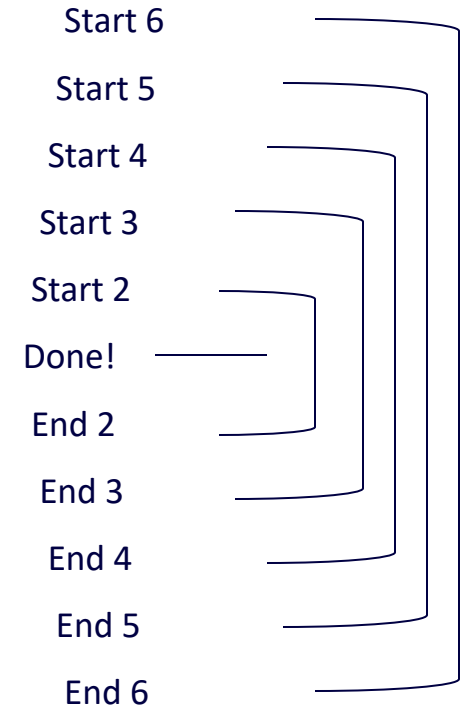 Start 6
Start 5
Start 4
Start 3
Start 2
Done!
End 2
End 3
End 4
End 5
End 6